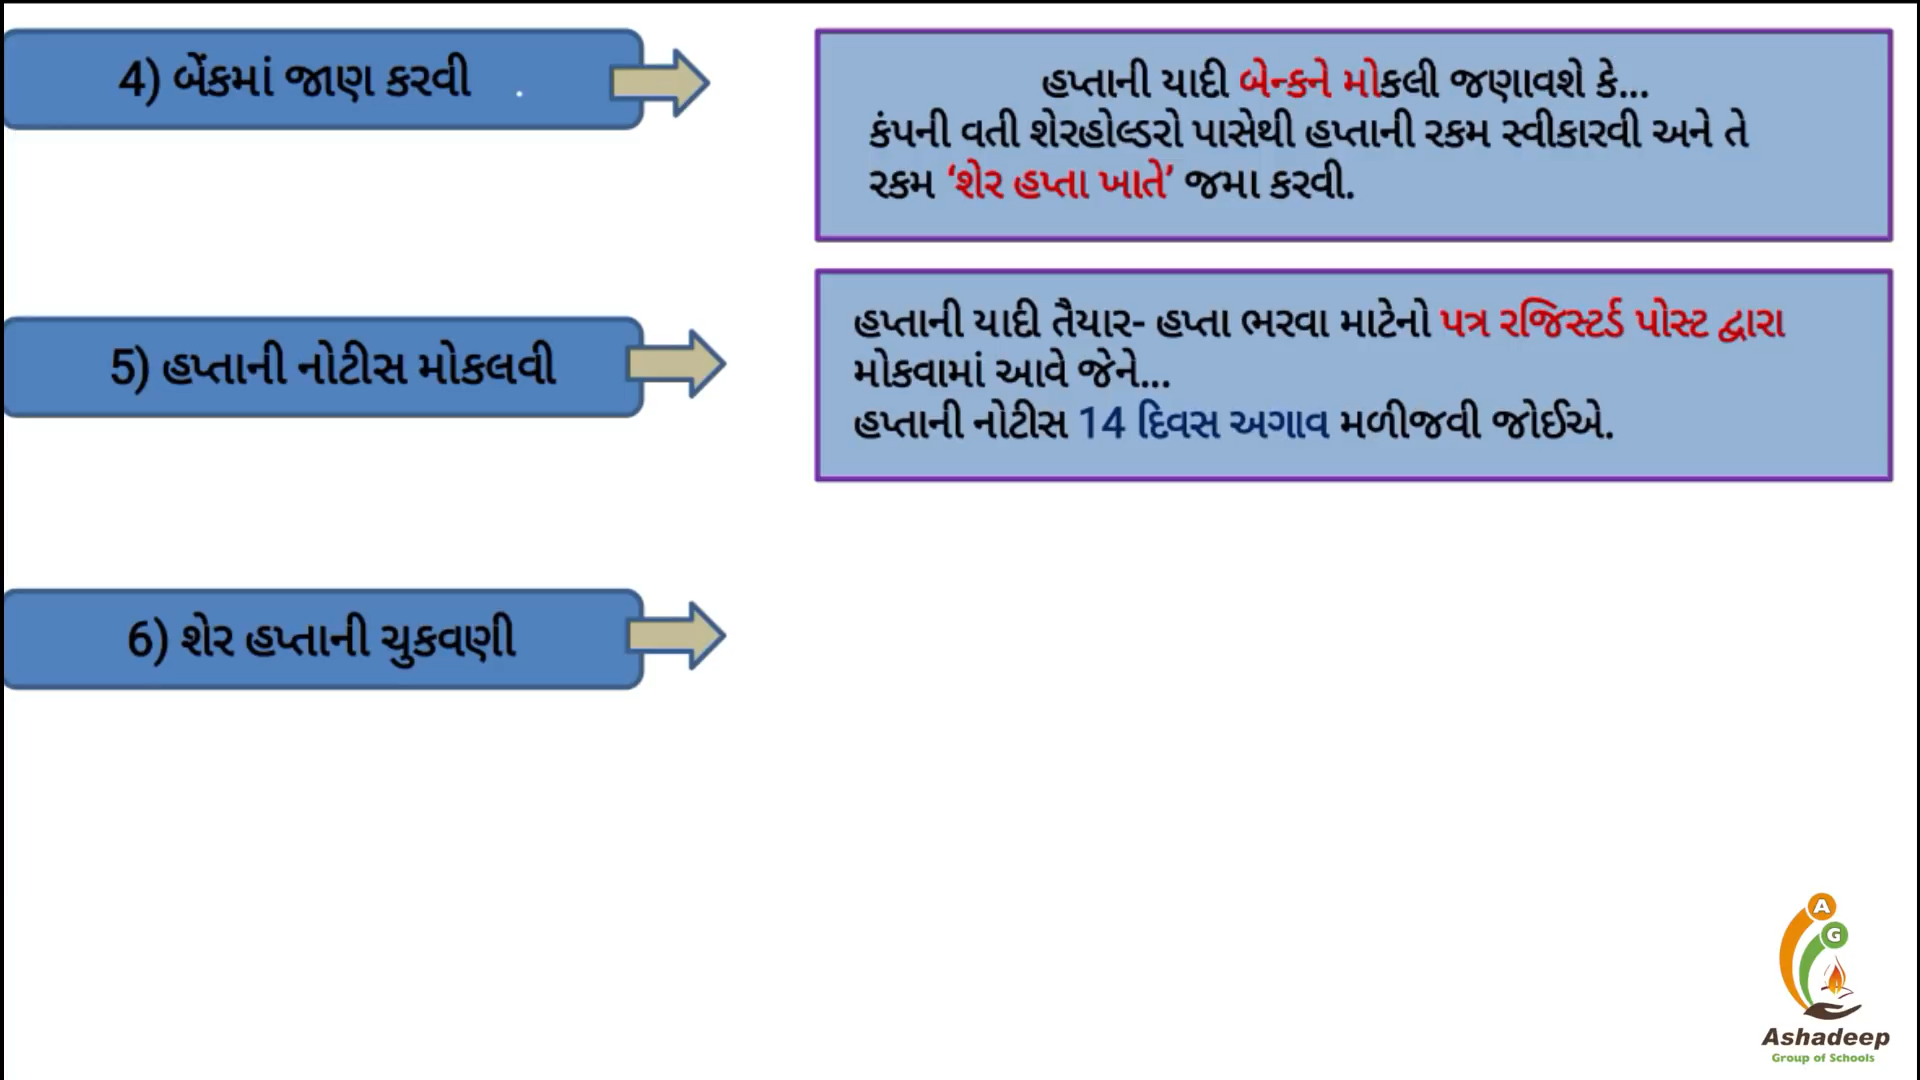 4) બેંકમાં જાણ કરવી
હપ્તાની યાદી બેન્કને મોકલી જણાવશે કે...
કંપની વતી શેરહોલ્ડરો પાસેથી હપ્તાની રકમ સ્વીકારવી અને તે
રકમ ‘શેર હપ્તા ખાતે’ જમા કરવી.
5) હપ્તાની નોટીસ મોકલવી
હપ્તાની યાદી તૈયાર- હપ્તા ભરવા માટેનો પત્ર રજિસ્ટર્ડ પોસ્ટ દ્વારા
મોકવામાં આવે જેને...
હપ્તાની નોટીસ 14 દિવસ અગાવ મળીજવી જોઈએ.
6) શેર હપ્તાની ચુકવણી
A
G
Ashadeep
Group of Schools